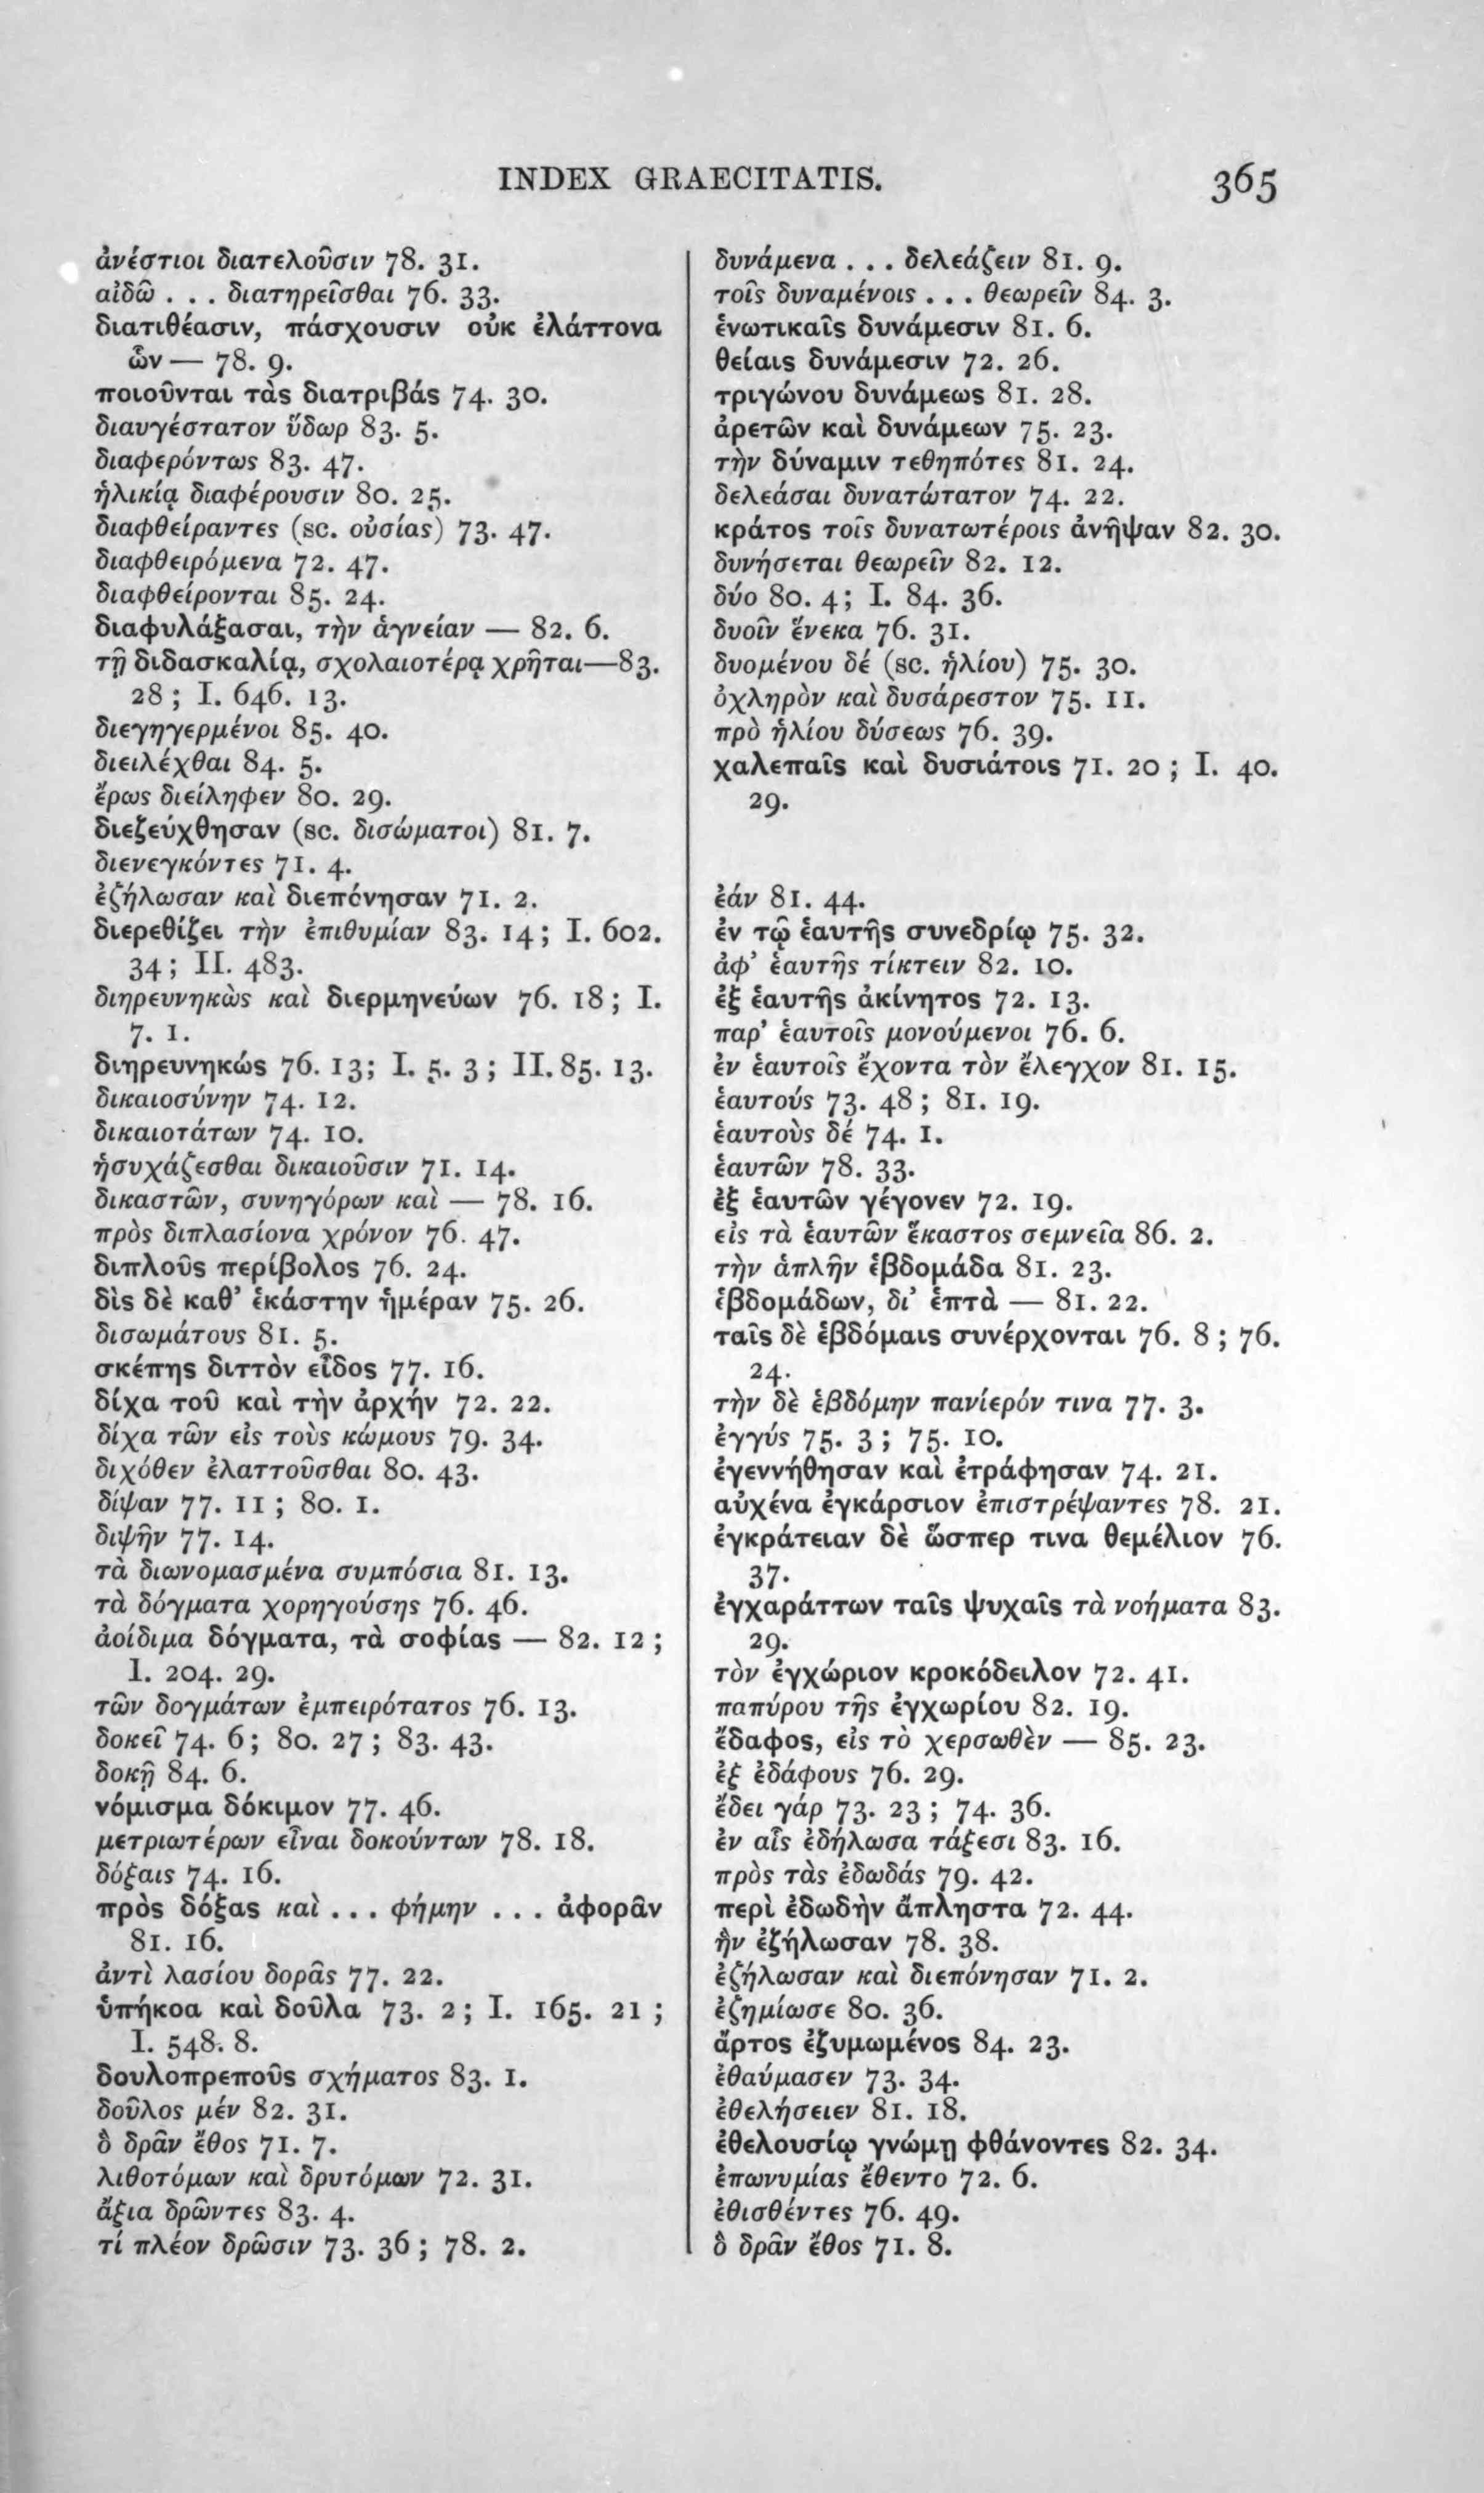 INDEX GRAECITATIS. 365
ἀνέστιοι διατελοῦσιν 78. 31.
αἰδῶ . . . διατηρεῖσθαι 76. 33.
διατιθέασιν, πάσχουσιν οὐκ ἐλάττονα
ὧν — 78. 9.
ποιοῦνται τὰς διατριβάς 74. 30.
διαυγέστατον ὕδωρ 83. 5.
διαφερόντως 83. 47.
ἡλικίᾳ διαφέρουσιν 80. 25.
διαφθείραντες (sc. οὐσίας) 73. 47.
διαφθειρόμενα 72. 47.
διαφθείρονται 85. 24.
διαφυλάξασαι, τὴν ἁγνείαν — 82. 6.
τῇ διδασκαλίᾳ, σχολαιοτέρᾳ χρῆται—83.
28 ; I. 646. 13.
διεγηγερμένοι 85. 40.
διειλέχθαι 84. 5.
ἔρως διείληφεν 80. 29.
διεζεύχθησαν (sc. δισώματοι) 81. 7.
διενεγκόντες 71. 4.
ἐζήλωσαν καὶ διεπόνησαν 71. 2.
διερεθίζει τὴν ἐπιθυμίαν 83. 14 ; I. 602.
34 ; II. 483.
διηρευνηκὼς καὶ διερμηνεύων 76. 18 ; I.
7. 1.
διηρευνηκώς 76. 13; I. 5. 3 ; II. 85. 13.
δικαιοσύνην 74. 12.
δικαιοτάτων 74. 10.
ἡσυχάζεσθαι δικαιοῦσιν 71. 14.
δικαστῶν, συνηγόρων καὶ — 78. 16.
πρὸς διπλασίονα χρόνον 76. 47.
διπλοῦς περίβολος 76. 24.
δὶς δὲ καθ’ ἑκάστην ἡμέραν 75. 26.
δισωμάτους 81. 5.
σκέπης διττὸν εἶδος 77. 16.
δίχα τοῦ καὶ τὴν ἀρχήν 72. 22.
δίχα τῶν εἰς τοὺς κώμους 79. 34.
διχόθεν ἐλαττοῦσθαι 80. 43.
δίψαν 77. 11 ; 80. 1.
διψῆν 77. 14.
τὰ διωνομασμένα συμπόσια 81. 13.
τὰ δόγματα χορηγούσης 76. 46.
ἀοίδιμα δόγματα, τὰ σοφίας — 82. 12 ;
I. 204. 29.
τῶν δογμάτων ἐμπειρότατος 76. 13.
δοκεῖ 74. 6 ; 80. 27 ; 83. 43.
δοκῇ 84. 6.
νόμισμα δόκιμον 77. 46.
μετριωτέρων εἶναι δοκούντων 78. 18.
δόξαις 74. 16.
πρὸς δόξας καὶ . . . φήμην . . . ἀφορᾶν
81. 16.
ἀντὶ λασίου δορᾶς 77. 22.
ὑπήκοα καὶ δοῦλα 73. 2 ; I. 165. 21 ;
I. 548. 8.
δουλοπρεποῦς σχήματος 83. 1.
δοῦλος μέν 82. 31.
ὃ δρᾶν ἔθος 71. 7.
λιθοτόμων καὶ δρυτόμων 72. 31.
ἄξια δρῶντες 83. 4.
τί πλέον δρῶσιν 73. 36 ; 78. 2.
δυνάμενα . . . δελεάζειν 81. 9.
τοῖς δυναμένοις . . . θεωρεῖν 84. 3.
ἑνωτικαῖς δυνάμεσιν 81. 6.
θείαις δυνάμεσιν 72. 26.
τριγώνου δυνάμεως 81. 28.
ἀρετῶν καὶ δυνάμεων 75. 23.
τὴν δύναμιν τεθηπότες 81. 24.
δελεάσαι δυνατώτατον 74. 22.
κράτος τοῖς δυνατωτέροις ἀνῆψαν 82. 30.
δυνήσεται θεωρεῖν 82. 12.
δύο 80. 4 ; I. 84. 36.
δυοῖν ἕνεκα 76. 31.
δυομένου δέ (sc. ἡλίου) 75. 30.
ὀχληρὸν καὶ δυσάρεστον 75. 11.
πρὸ ἡλίου δύσεως 76. 39.
χαλεπαῖς καὶ δυσιάτοις 71. 20 ; I. 40.
29.
ἐάν 81. 44.
ἐν τῷ ἑαυτῆς συνεδρίῳ 75. 32.
ἀφ’ ἑαυτῆς τίκτειν 82. 10.
ἐξ ἑαυτῆς ἀκίνητος 72. 13.
παρ’ ἑαυτοῖς μονούμενοι 76. 6.
ἐν ἑαυτοῖς ἔχοντα τὸν ἔλεγχον 81. 15.
ἑαυτούς 73. 48 ; 81. 19.
ἑαυτοὺς δέ 74. 1.
ἑαυτῶν 78. 33.
ἐξ ἑαυτῶν γέγονεν 72. 19.
εἰς τὰ ἑαυτῶν ἕκαστος σεμνεῖα 86. 2.
τὴν ἁπλῆν ἑβδομάδα 81. 23.
ἑβδομάδων, δι’ ἑπτὰ — 81. 22.
ταῖς δὲ ἑβδόμαις συνέρχονται 76. 8 ; 76.
24.
τὴν δὲ ἑβδόμην πανίερόν τινα 77. 3.
ἐγγύς 75. 3 ; 75. 10.
ἐγεννήθησαν καὶ ἐτράφησαν 74. 21.
αὐχένα ἐγκάρσιον ἐπιστρέψαντες 78. 21.
ἐγκράτειαν δὲ ὥσπερ τινα θεμέλιον 76.
37.
ἐγχαράττων ταῖς ψυχαῖς τὰ νοήματα 83.
29.
τὸν ἐγχώριον κροκόδειλον 72. 41.
παπύρου τῆς ἐγχωρίου 82. 19.
ἔδαφος, εἰς τὸ χερσωθὲν — 85. 23.
ἐξ ἐδάφους 76. 29.
ἔδει γάρ 73. 23 ; 74. 36.
ἐν αἷς ἐδήλωσα τάξεσι 83. 16.
πρὸς τὰς ἐδωδάς 79. 42.
περὶ ἐδωδὴν ἄπληστα 72. 44.
ἣν ἐζήλωσαν 78. 38.
ἐζήλωσαν καὶ διεπόνησαν 71. 2.
ἐζημίωσε 80. 36.
ἄρτος ἐζυμωμένος 84. 23.
ἐθαύμασεν 73. 34.
ἐθελήσειεν 81. 18.
ἐθελουσίῳ γνώμῃ φθάνοντες 82. 34.
ἐπωνυμίας ἔθεντο 72. 6.
ἐθισθέντες 76. 49.
ὃ δρᾶν ἔθος 71. 8.